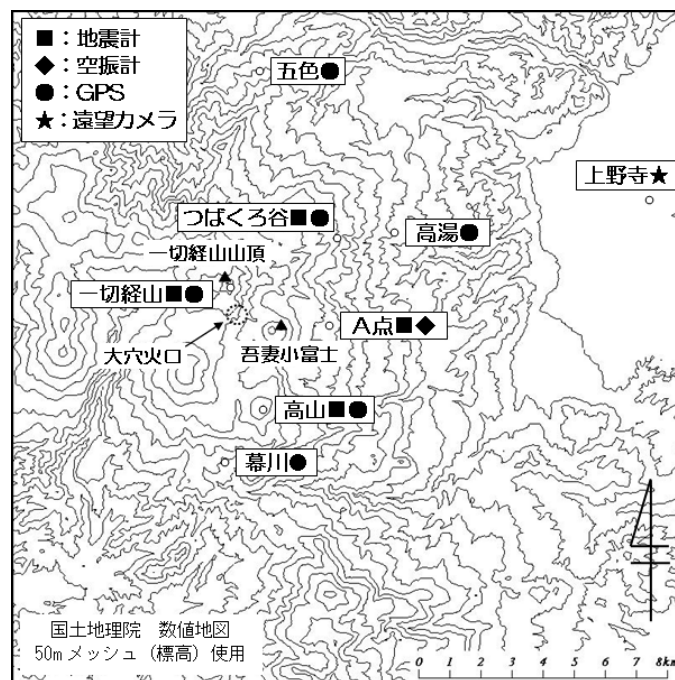 ■：地震計
◆：空振計
●：GPS
★：遠望カメラ
五色●
上野寺★
つばくろ谷■●
高湯●
一切経山山頂
一切経山■●
A点■◆
大穴火口
吾妻小富士
高山■●
幕川●
国土地理院　数値地図
50mメッシュ（標高）使用
0 1 2 3 4 5 6 7 8km